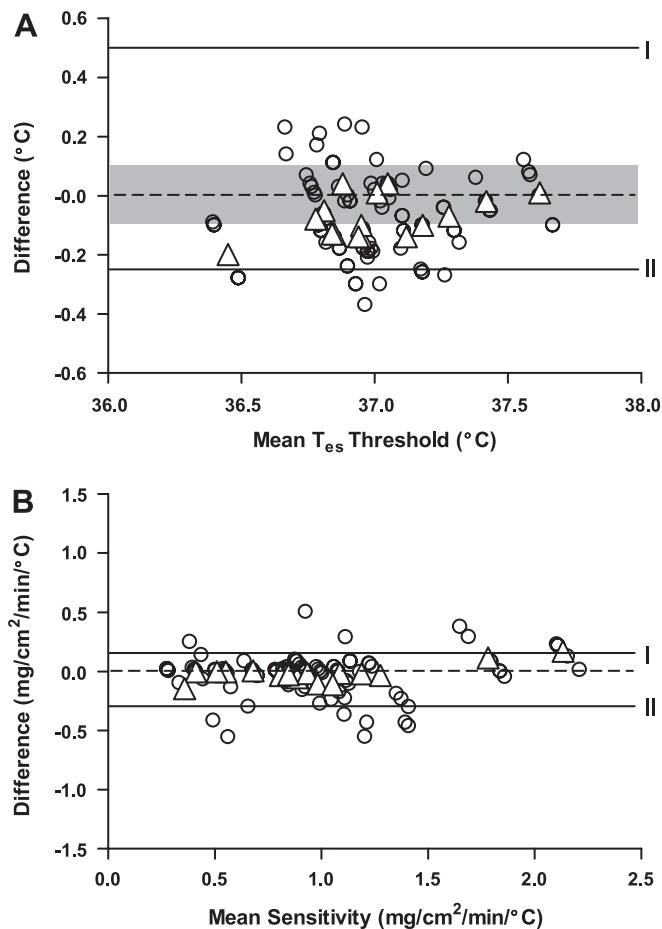 A
0.6
0.4
0.2
-0.0
-0.2
-0.4
-0.6
Difference (°C)
I
II
36.0 36.5 37.0 37.5 38.0
Mean Tes Threshold (°C)
B
1.5
1.0
0.5
0.0
-0.5
-1.0
-1.5
Difference (mg/cm²/min/°C)
I
II
0.0 0.5 1.0 1.5 2.0 2.5
Mean Sensitivity (mg/cm²/min/°C)